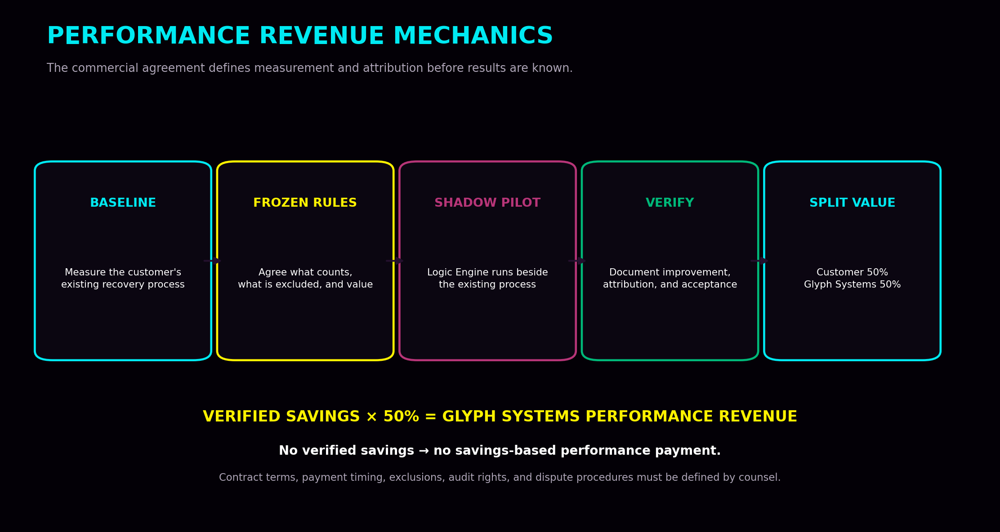 PERFORMANCE REVENUE MECHANICS
The commercial agreement defines measurement and attribution before results are known.
BASELINE
Measure the customer's
existing recovery process
FROZEN RULES
Agree what counts,
what is excluded, and value
SHADOW PILOT
Logic Engine runs beside
the existing process
VERIFY
Document improvement,
attribution, and acceptance
SPLIT VALUE
Customer 50%
Glyph Systems 50%
VERIFIED SAVINGS × 50% = GLYPH SYSTEMS PERFORMANCE REVENUE
No verified savings → no savings-based performance payment.
Contract terms, payment timing, exclusions, audit rights, and dispute procedures must be defined by counsel.